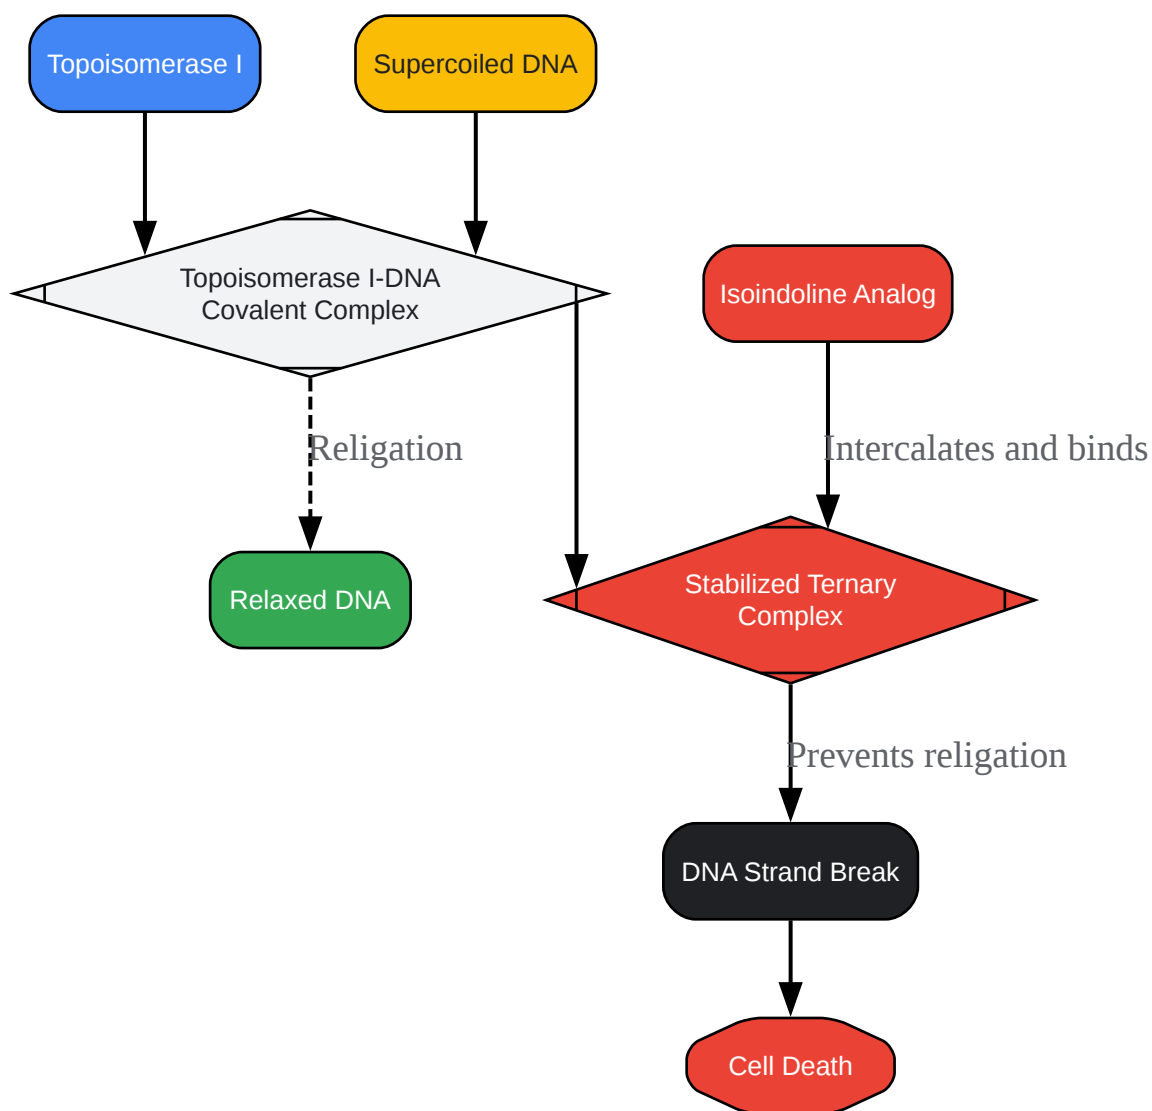 Topoisomerase I
Supercoiled DNA
Topoisomerase I-DNA
Covalent Complex
Isoindoline Analog
Religation
Intercalates and binds
Relaxed DNA
Stabilized Ternary
Complex
Prevents religation
DNA Strand Break
Cell Death